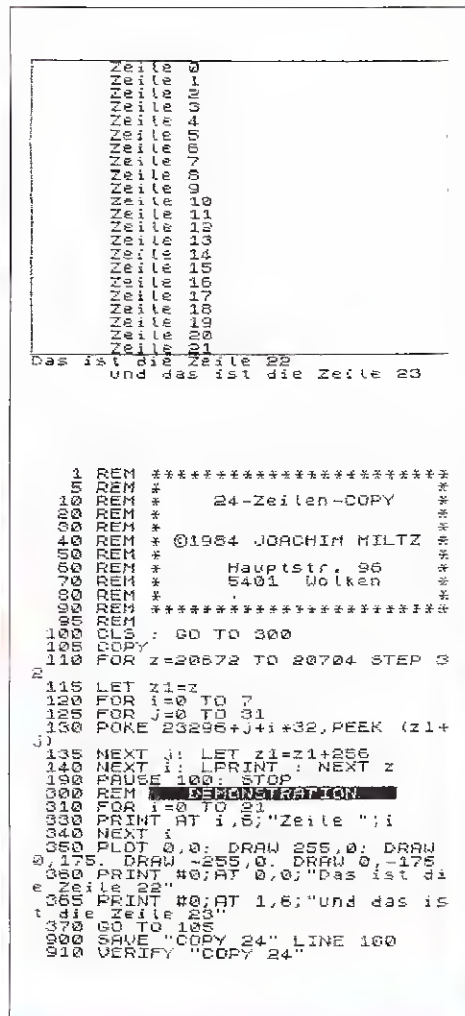 Zeile 0
Zeile 1
Zeile 2
Zeile 3
Zeile 4
Zeile 5
Zeile 6
Zeile 7
Zeile 8
Zeile 9
Zeile 10
Zeile 11
Zeile 12
Zeile 13
Zeile 14
Zeile 15
Zeile 16
Zeile 17
Zeile 18
Zeile 19
Zeile 20
Zeile 21
Das ist die Zeile 22
und das ist die Zeile 23
1 REM ***********************
5 REM * *
10 REM * 24-Zeilen-COPY *
20 REM * *
30 REM * *
40 REM * ©1984 JOACHIM MILTZ *
50 REM * *
60 REM * Hauptstr. 96 *
70 REM * 5401 Wolken *
80 REM * . *
90 REM ***********************
95 REM
100 CLS : GO TO 300
105 COPY
110 FOR z=20672 TO 20704 STEP 3
2
115 LET z1=z
120 FOR i=0 TO 7
125 FOR j=0 TO 31
130 POKE 23296+j+i*32,PEEK (z1+
j)
135 NEXT j: LET z1=z1+256
140 NEXT i: LPRINT : NEXT z
190 PAUSE 100: STOP
300 REM DEMONSTRATION
310 FOR i=0 TO 21
330 PRINT AT i,6;"Zeile ";i
340 NEXT i
350 PLOT 0,0: DRAW 255,0: DRAW
0,175. DRAW -255,0. DRAW 0,-175
360 PRINT #0;AT 0,0;"Das ist di
e Zeile 22"
365 PRINT #0;AT 1,6;"und das is
t die Zeile 23"
370 GO TO 105
900 SAVE "COPY 24" LINE 100
910 VERIFY "COPY 24"